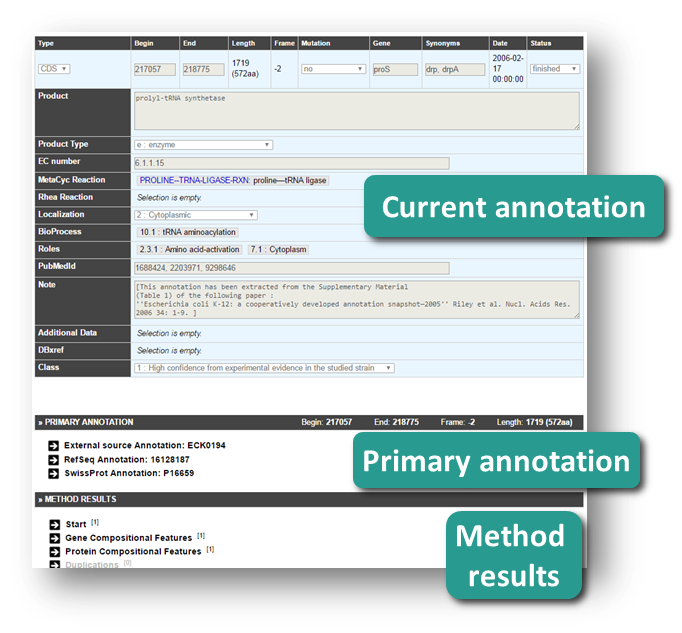 Type Begin End Length Frame Mutation Gene Synonyms Date Status
CDS 217057 218775 1719 (572aa) -2 no proS drp, drpA 2006-02-17 00:00:00 finished
Product prolyl-tRNA synthetase
Product Type e : enzyme
EC number 6.1.1.15
MetaCyc Reaction PROLINE--TRNA-LIGASE-RXN: proline—tRNA ligase
Rhea Reaction Selection is empty.
Localization 2 : Cytoplasmic
BioProcess 10.1 : tRNA aminoacylation
Roles 2.3.1 : Amino acid-activation 7.1 : Cytoplasm
PubMedId 1688424, 2203971, 9298646
Note [This annotation has been extracted from the Supplementary Material
(Table 1) of the following paper :
''Escherichia coli K-12: a cooperatively developed annotation snapshot—2005'' Riley et al. Nucl. Acids Res.
2006 34: 1-9. ]
Additional Data Selection is empty.
DBxref Selection is empty.
Class 1 : High confidence from experimental evidence in the studied strain
Current annotation
» PRIMARY ANNOTATION Begin: 217057 End: 218775 Frame: -2 Length: 1719 (572aa)
External source Annotation: ECK0194
RefSeq Annotation: 16128187
SwissProt Annotation: P16659
Primary annotation
» METHOD RESULTS
Start [1]
Gene Compositional Features [1]
Protein Compositional Features [1]
Duplications [0]
Method
results